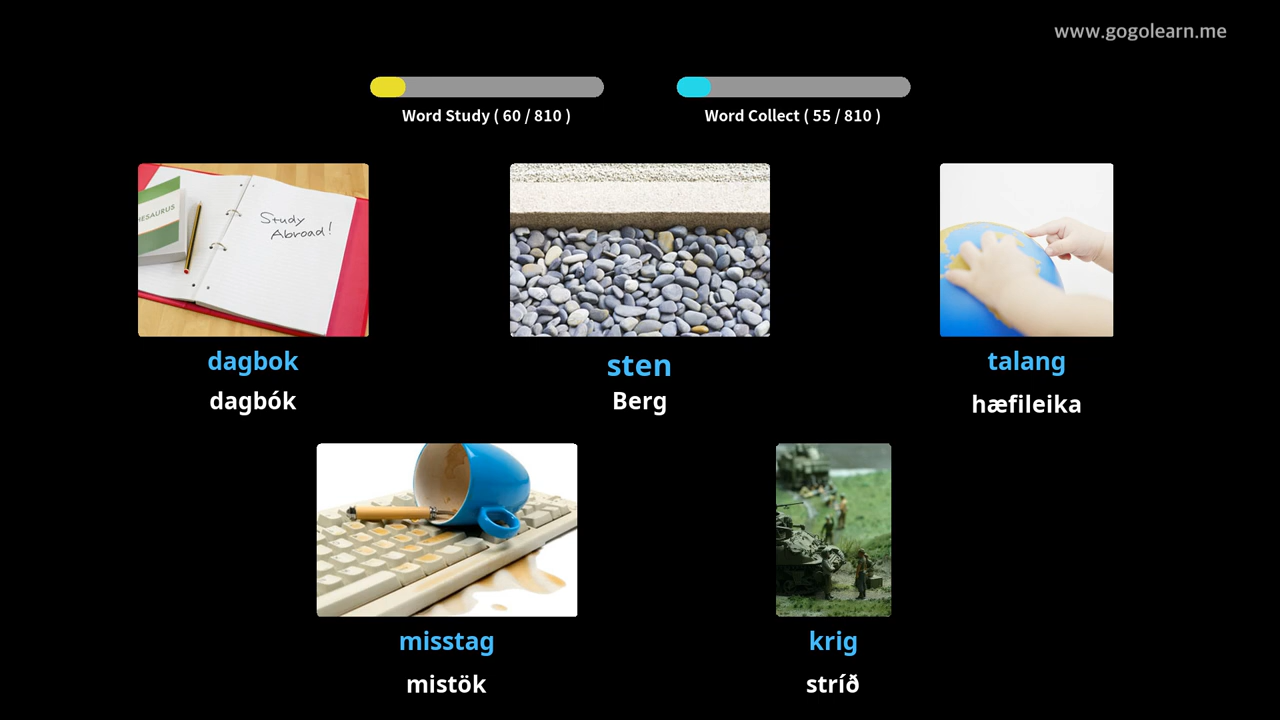 www.gogolearn.me
Word Study ( 60 / 810 )
Word Collect ( 55 / 810 )
HESAURUS
Study
Abroad!
dagbok
dagbók
sten
Berg
talang
hæfileika
misstag
mistök
krig
stríð